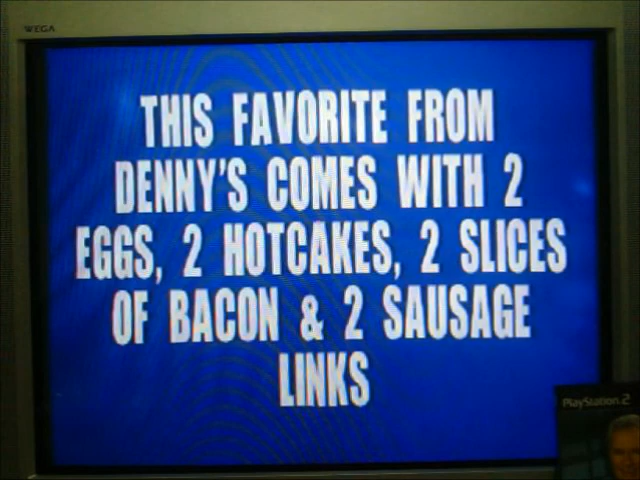 WEGA
THIS FAVORITE FROM
DENNY'S COMES WITH 2
EGGS, 2 HOTCAKES, 2 SLICES
OF BACON & 2 SAUSAGE
LINKS
PlayStation.2